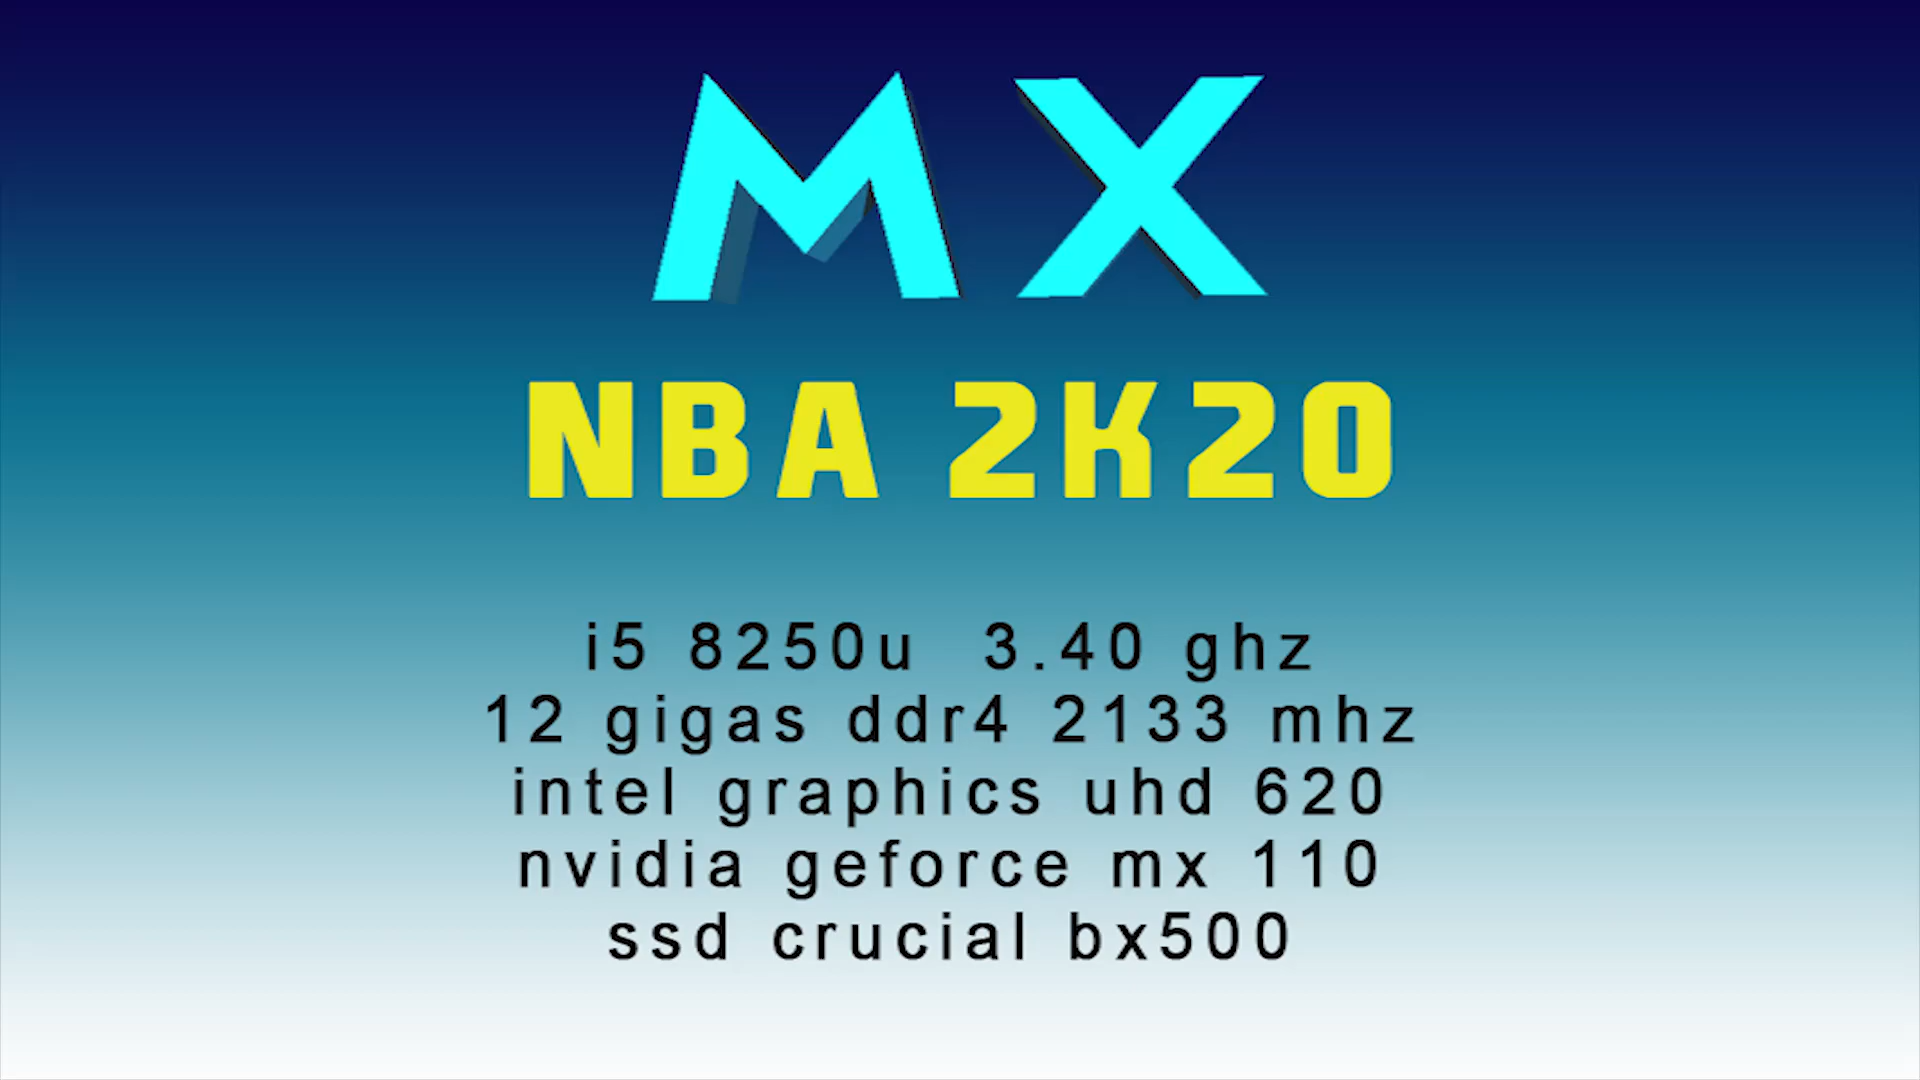 MX
NBA 2K20
i5 8250u 3.40 ghz
12 gigas ddr4 2133 mhz
intel graphics uhd 620
nvidia geforce mx 110
ssd crucial bx500